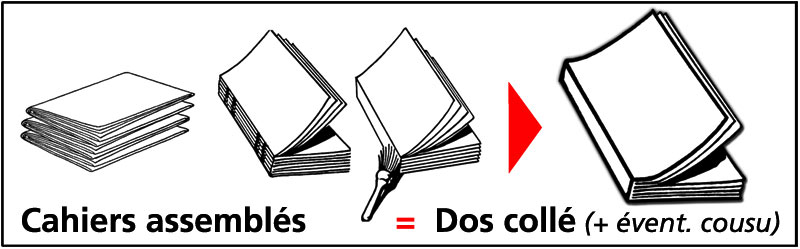 Cahiers assemblés = Dos collé (+ évent. cousu)